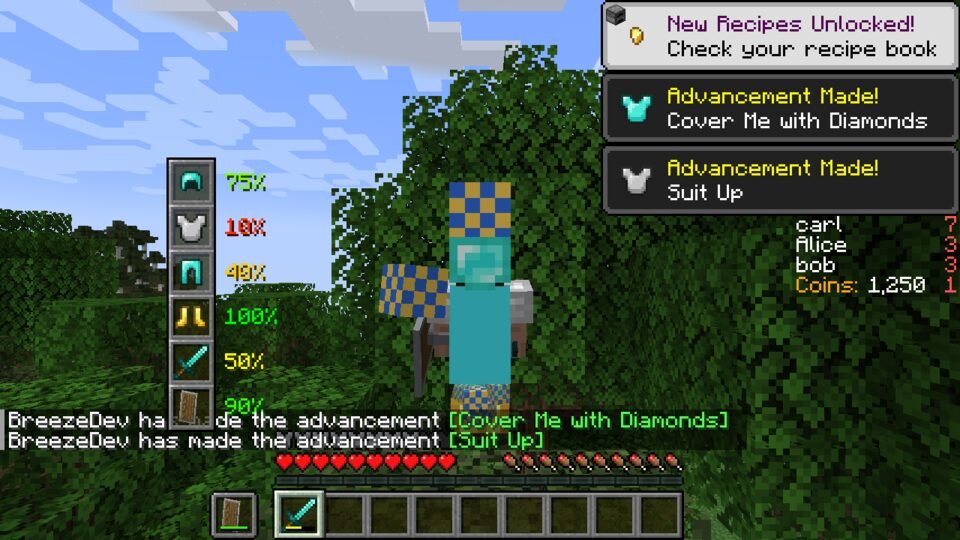 New Recipes Unlocked!
Check your recipe book
Advancement Made!
Cover Me with Diamonds
Advancement Made!
Suit Up
75%
10%
40%
100%
50%
90%
carl 7
Alice 3
bob 3
Coins: 1,250 1
BreezeDev ha de the advancement [Cover Me with Diamonds]
BreezeDev has made the advancement [Suit Up]